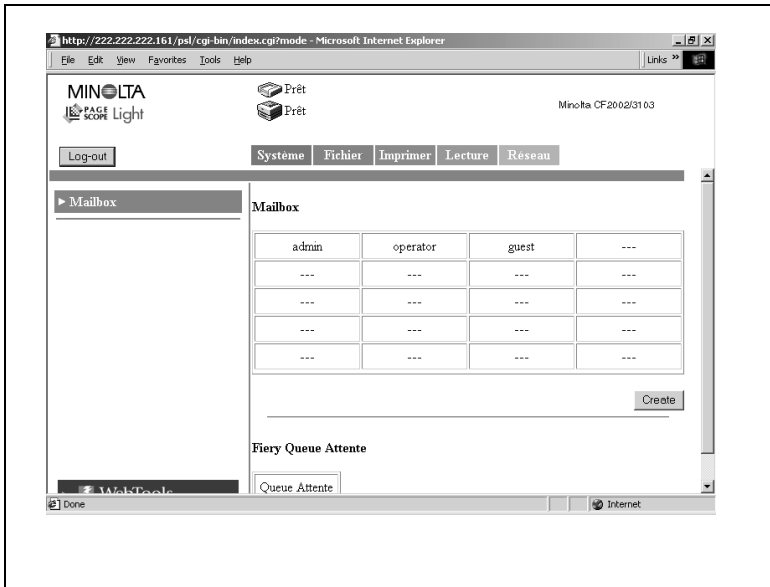 http://222.222.222.161/psl/cgi-bin/index.cgi?mode - Microsoft Internet Explorer
File Edit View Favorites Tools Help Links »
MINOLTA
PAGE SCOPE Light
Prêt
Prêt
Minolta CF2002/3103
Log-out
Système Fichier Imprimer Lecture Réseau
Mailbox
Mailbox
admin operator guest ---
--- --- --- ---
--- --- --- ---
--- --- --- ---
--- --- --- ---
Create
Fiery Queue Attente
WebTools
Queue Attente
Done Internet